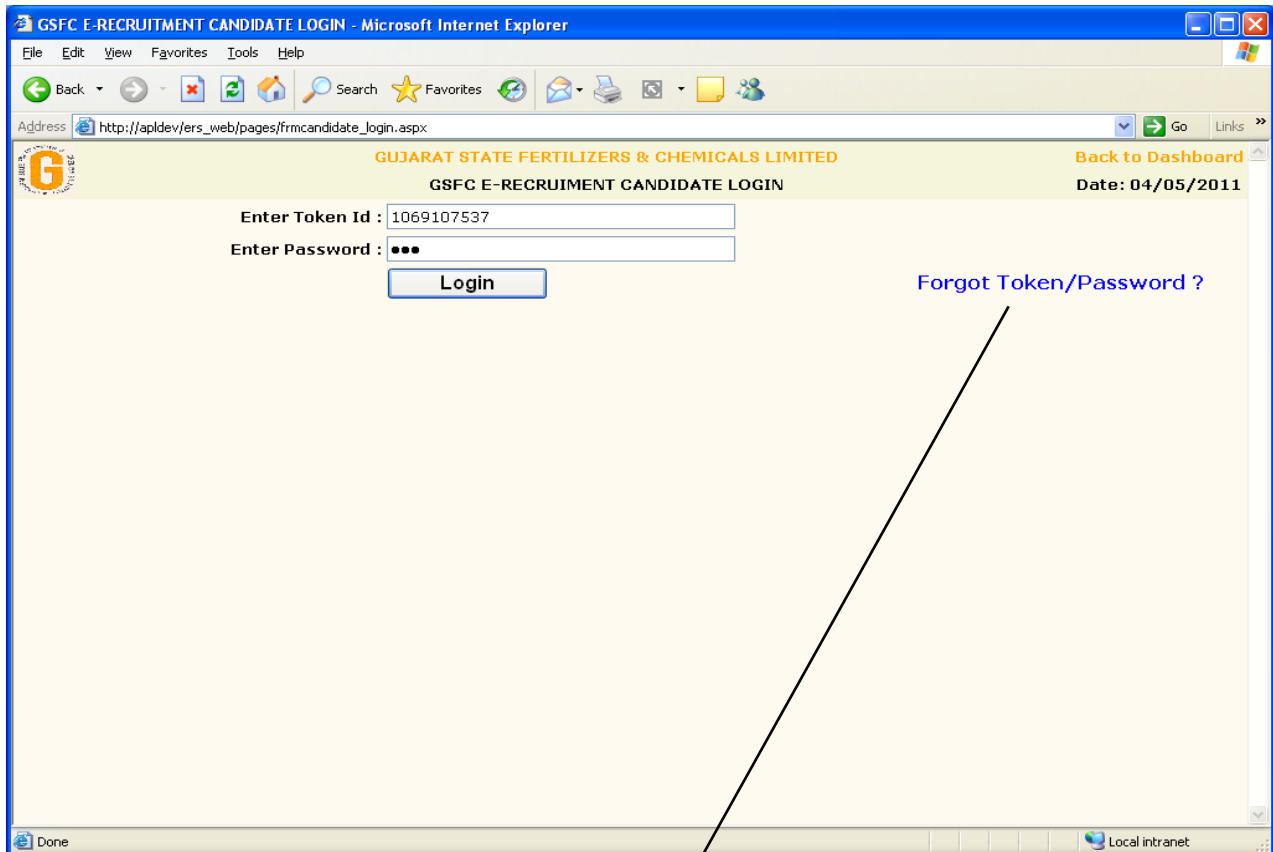 GSFC E-RECRUITMENT CANDIDATE LOGIN - Microsoft Internet Explorer
File Edit View Favorites Tools Help
Back Search Favorites
Address http://apldev/ers_web/pages/frmcandidate_login.aspx Go Links »
G GUJARAT STATE FERTILIZERS & CHEMICALS LIMITED Back to Dashboard
GSFC E-RECRUIMENT CANDIDATE LOGIN Date: 04/05/2011
Enter Token Id : 1069107537
Enter Password : •••
Login Forgot Token/Password ?
Done Local intranet